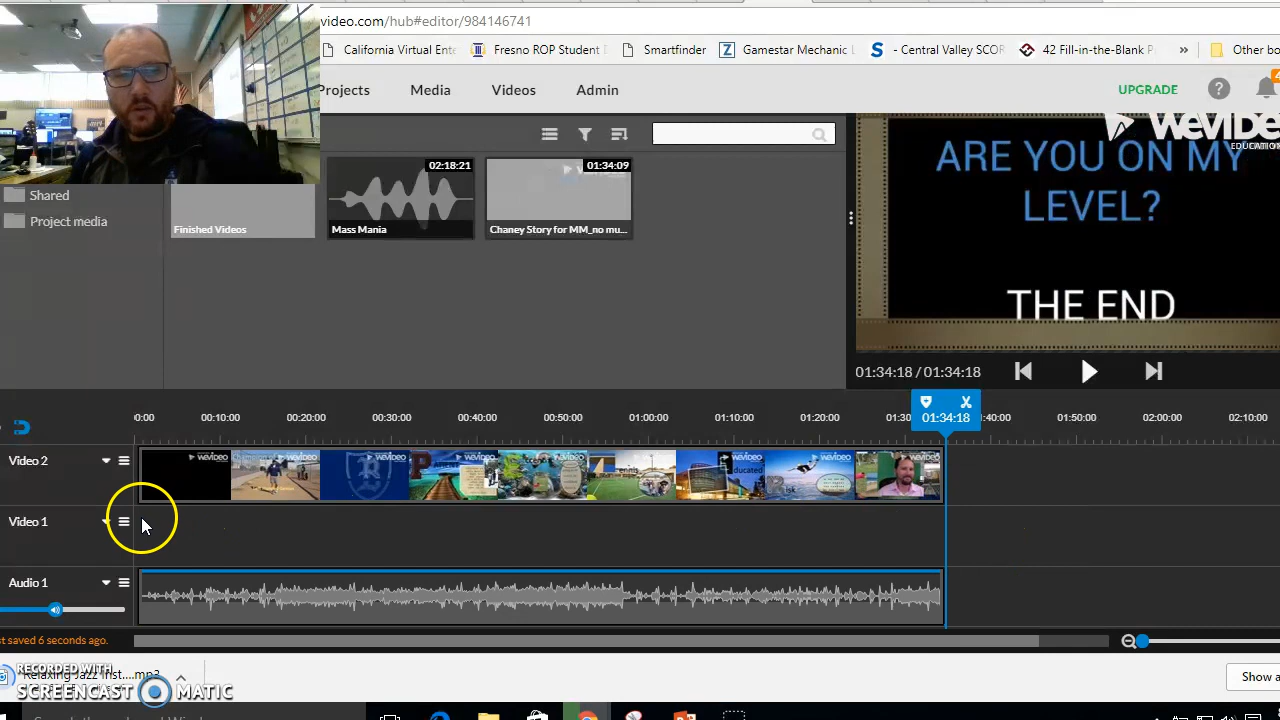 video.com/hub#editor/984146741
California Virtual Ente
Fresno ROP Student
Smartfinder
Gamestar Mechanic
- Central Valley SCOR
42 Fill-in-the-Blank P
»
Other bo
Projects
Media
Videos
Admin
UPGRADE
?
WEVIDEO
EDUCATION
ARE YOU ON MY
LEVEL?
THE END
Shared
Project media
Finished Videos
02:18:21
Mass Mania
01:34:09
Chaney Story for MM_no mu...
01:34:18 / 01:34:18
0:00
00:10:00
00:20:00
00:30:00
00:40:00
00:50:00
01:00:00
01:10:00
01:20:00
01:30
01:34:18
:40:00
01:50:00
02:00:00
02:10:00
Video 2
Video 1
Audio 1
st saved 6 seconds ago.
Relaxing Jazz Inst....mp3
RECORDED WITH
SCREENCAST MATIC
Show a